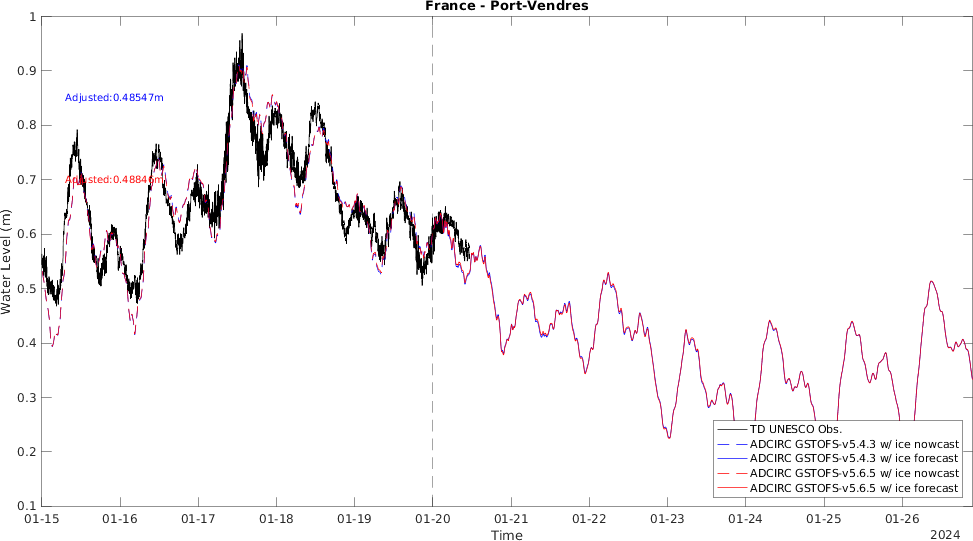 France - Port-Vendres
1
0.9
0.8
0.7
0.6
0.5
0.4
0.3
0.2
0.1
Water Level (m)
Adjusted:0.48547m
Adjusted:0.48846m
TD UNESCO Obs.
ADCIRC GSTOFS-v5.4.3 w/ ice nowcast
ADCIRC GSTOFS-v5.4.3 w/ ice forecast
ADCIRC GSTOFS-v5.6.5 w/ ice nowcast
ADCIRC GSTOFS-v5.6.5 w/ ice forecast
01-15 01-16 01-17 01-18 01-19 01-20 01-21 01-22 01-23 01-24 01-25 01-26
Time
2024